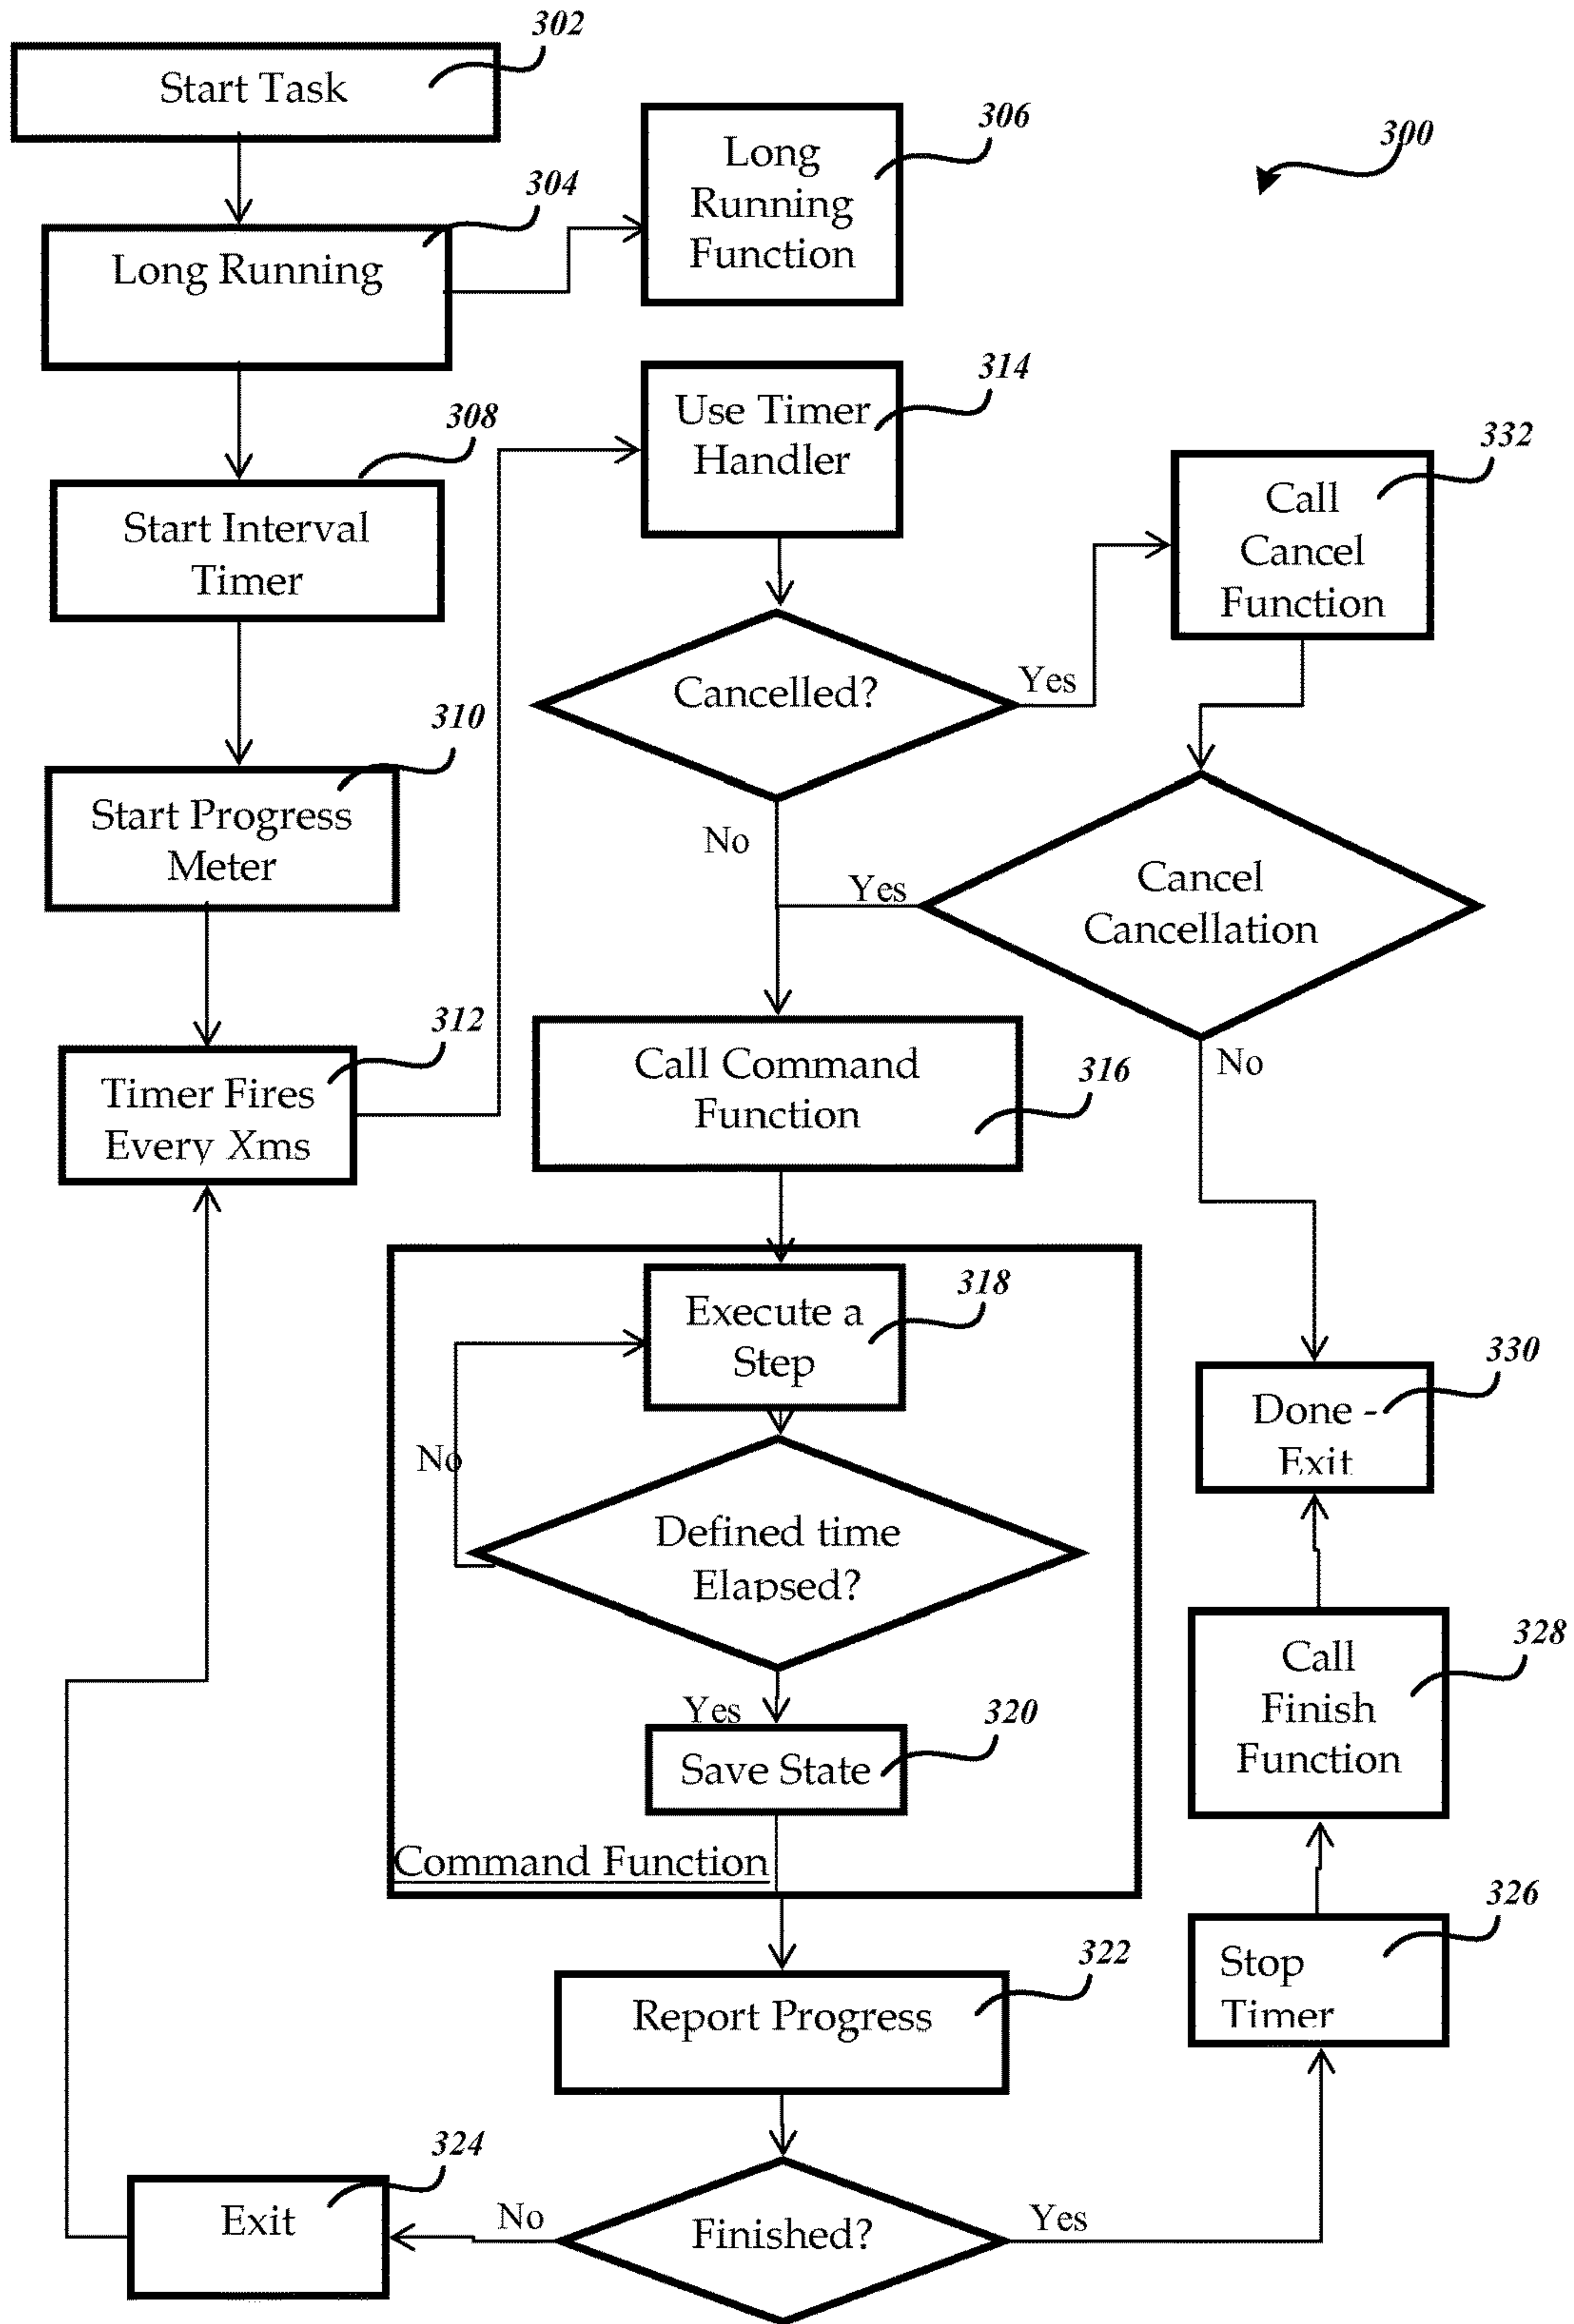 302
Start Task
306
300
Long
Running
Function
304
Long Running
314
Use Timer
Handler
308
Start Interval
Timer
332
Call
Cancel
Function
Cancelled?
Yes
310
Start Progress
Meter
No
Yes
Cancel
Cancellation
312
Timer Fires
Every Xms
No
Call Command
Function
316
318
Execute a
Step
330
Done -
Exit
No
Defined time
Elapsed?
328
Call
Finish
Function
Yes
320
Save State
Command Function
326
Stop
Timer
322
Report Progress
324
Exit
No
Finished?
Yes